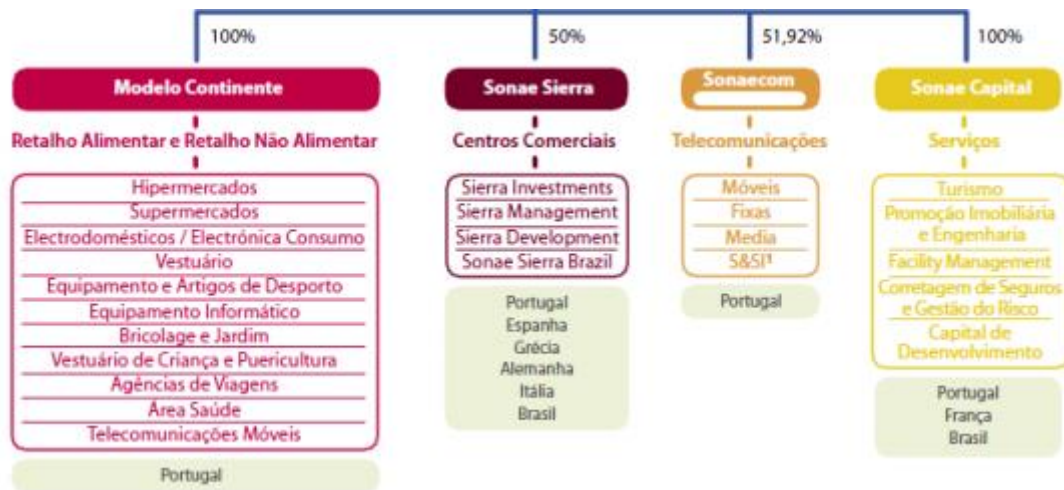 100%
50%
51,92%
100%
Modelo Continente
Retalho Alimentar e Retalho Não Alimentar
Hipermercados
Supermercados
Electrodomésticos / Electrónica Consumo
Vestuário
Equipamento e Artigos de Desporto
Equipamento Informático
Bricolage e Jardim
Vestuário de Criança e Puericultura
Agências de Viagens
Área Saúde
Telecomunicações Móveis
Portugal
Sonae Sierra
Centros Comerciais
Sierra Investments
Sierra Management
Sierra Development
Sonae Sierra Brazil
Portugal
Espanha
Grécia
Alemanha
Itália
Brasil
Sonaecom
Telecomunicações
Móveis
Fixas
Media
S&SI¹
Portugal
Sonae Capital
Serviços
Turismo
Promoção Imobiliária
e Engenharia
Facility Management
Corretagem de Seguros
e Gestão do Risco
Capital de
Desenvolvimento
Portugal
França
Brasil